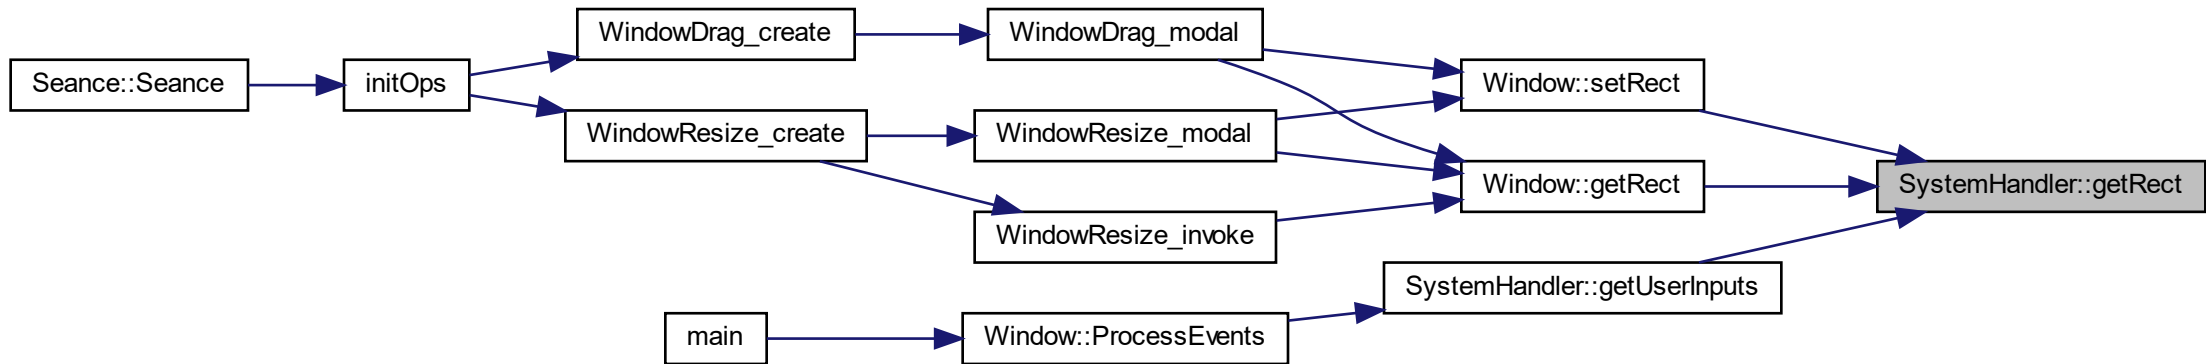 WindowDrag_create
WindowDrag_modal
Seance::Seance
initOps
Window::setRect
WindowResize_create
WindowResize_modal
Window::getRect
SystemHandler::getRect
WindowResize_invoke
SystemHandler::getUserInputs
main
Window::ProcessEvents